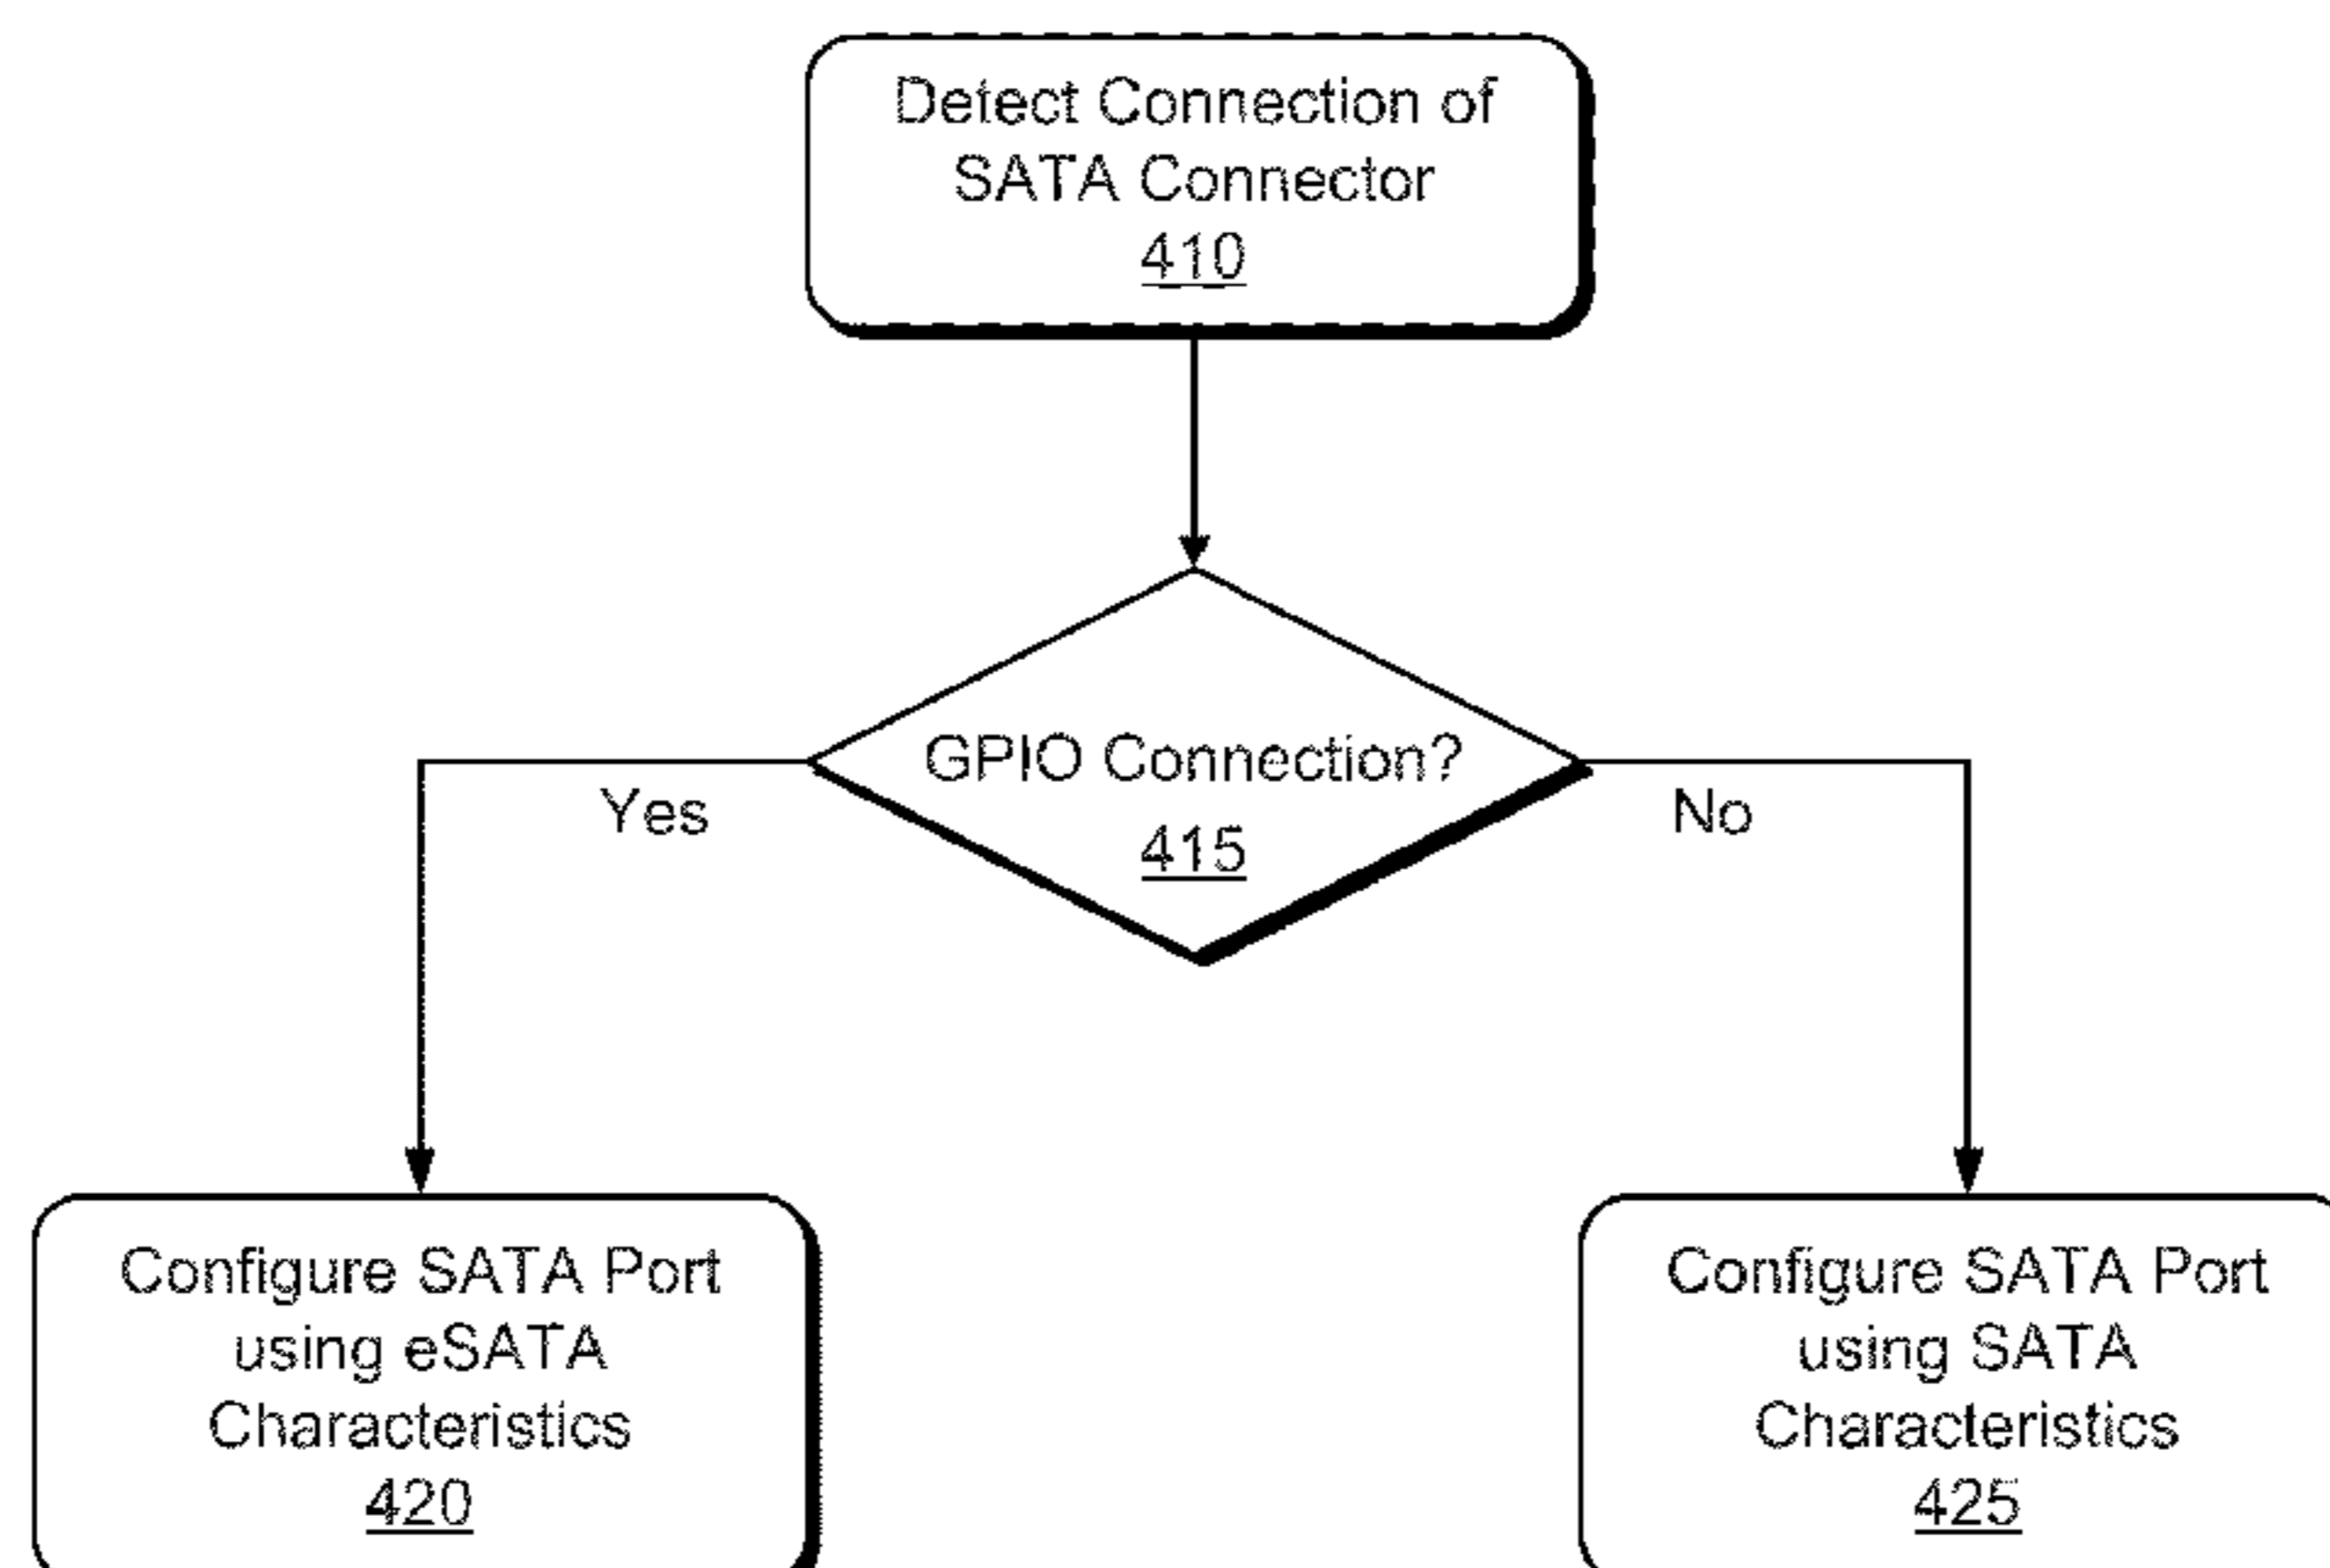 Detect Connection of
SATA Connector
410
GPIO Connection?
415
Yes
No
Configure SATA Port
using eSATA
Characteristics
420
Configure SATA Port
using SATA
Characteristics
425